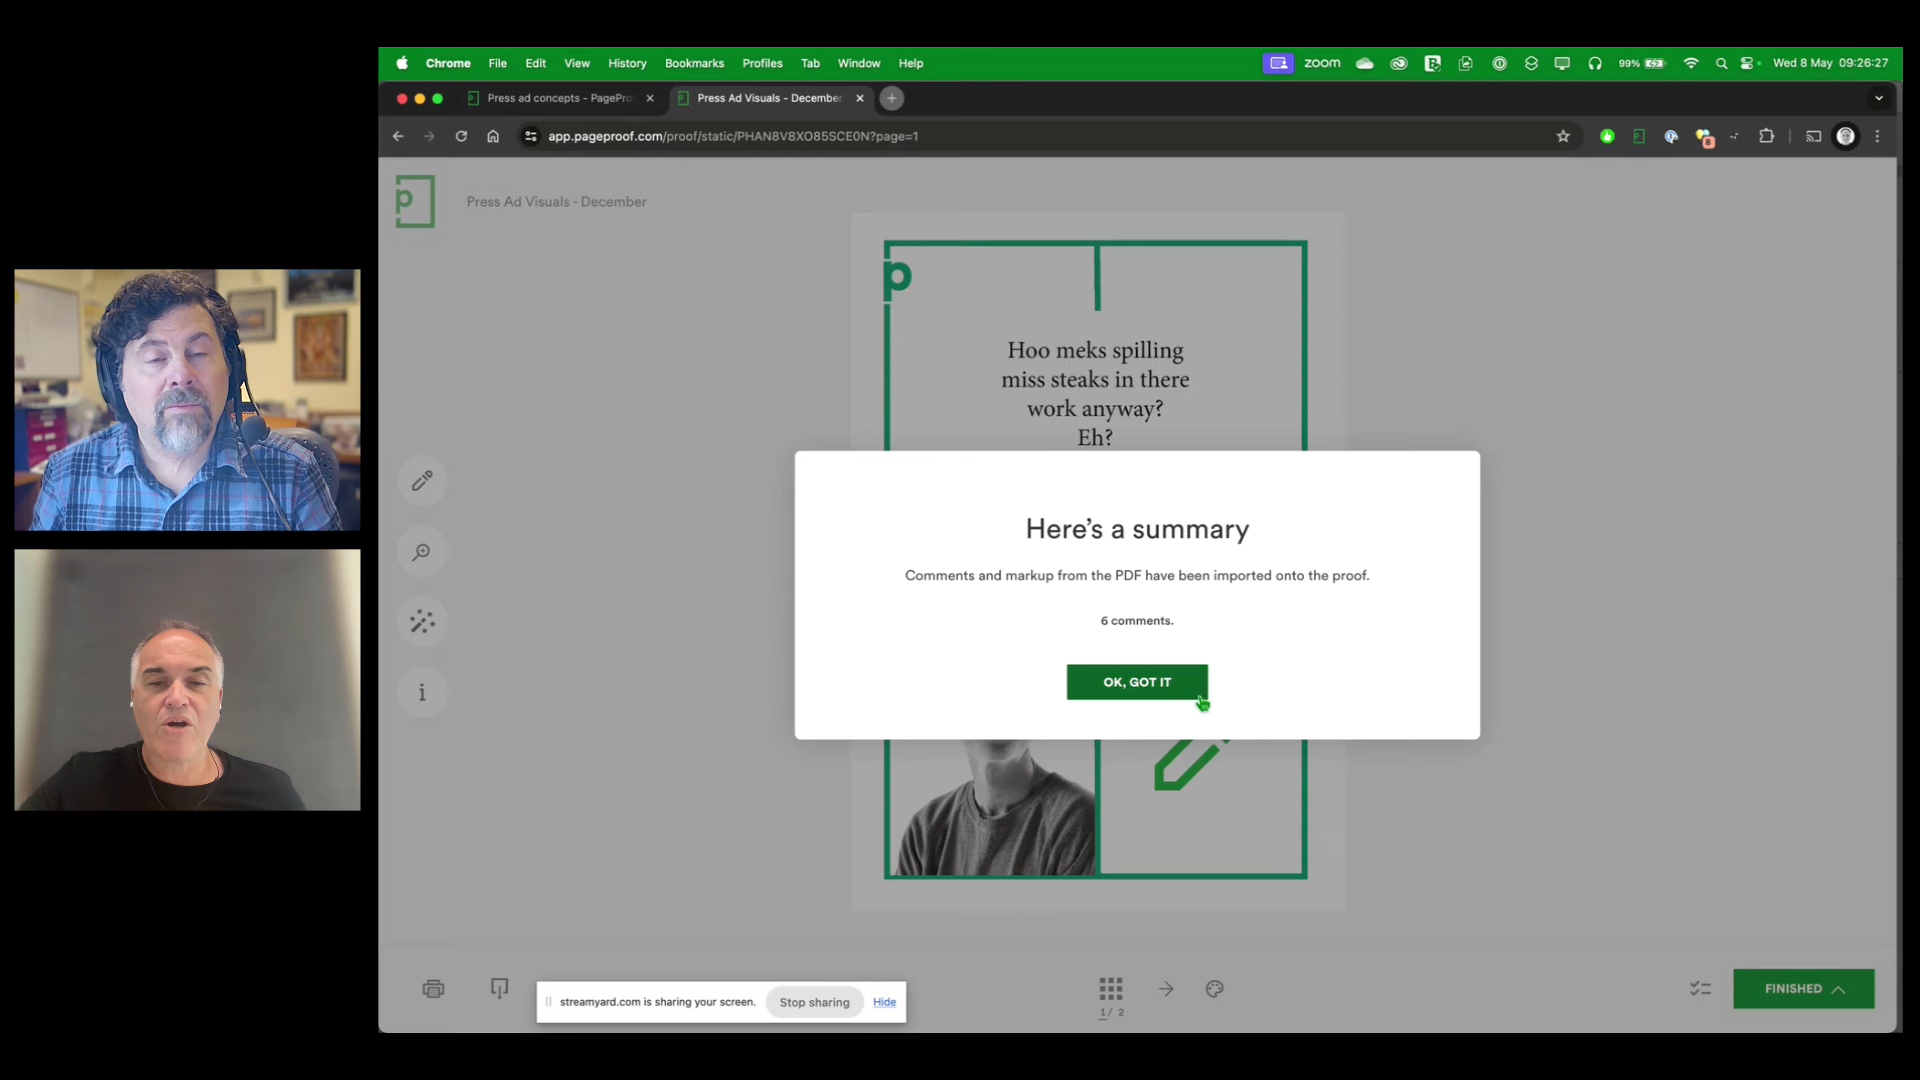 Chrome File Edit View History Bookmarks Profiles Tab Window Help
zoom 99% Wed 8 May 09:26:27
Press ad concepts - PagePro
Press Ad Visuals - December
app.pageproof.com/proof/static/PHAN8V8XO85SCE0N?page=1
8
p
Press Ad Visuals - December
p
Hoo meks spilling
miss steaks in there
work anyway?
Eh?
Here's a summary
Comments and markup from the PDF have been imported onto the proof.
6 comments.
OK, GOT IT
i
streamyard.com is sharing your screen.
Stop sharing
Hide
1/ 2
FINISHED